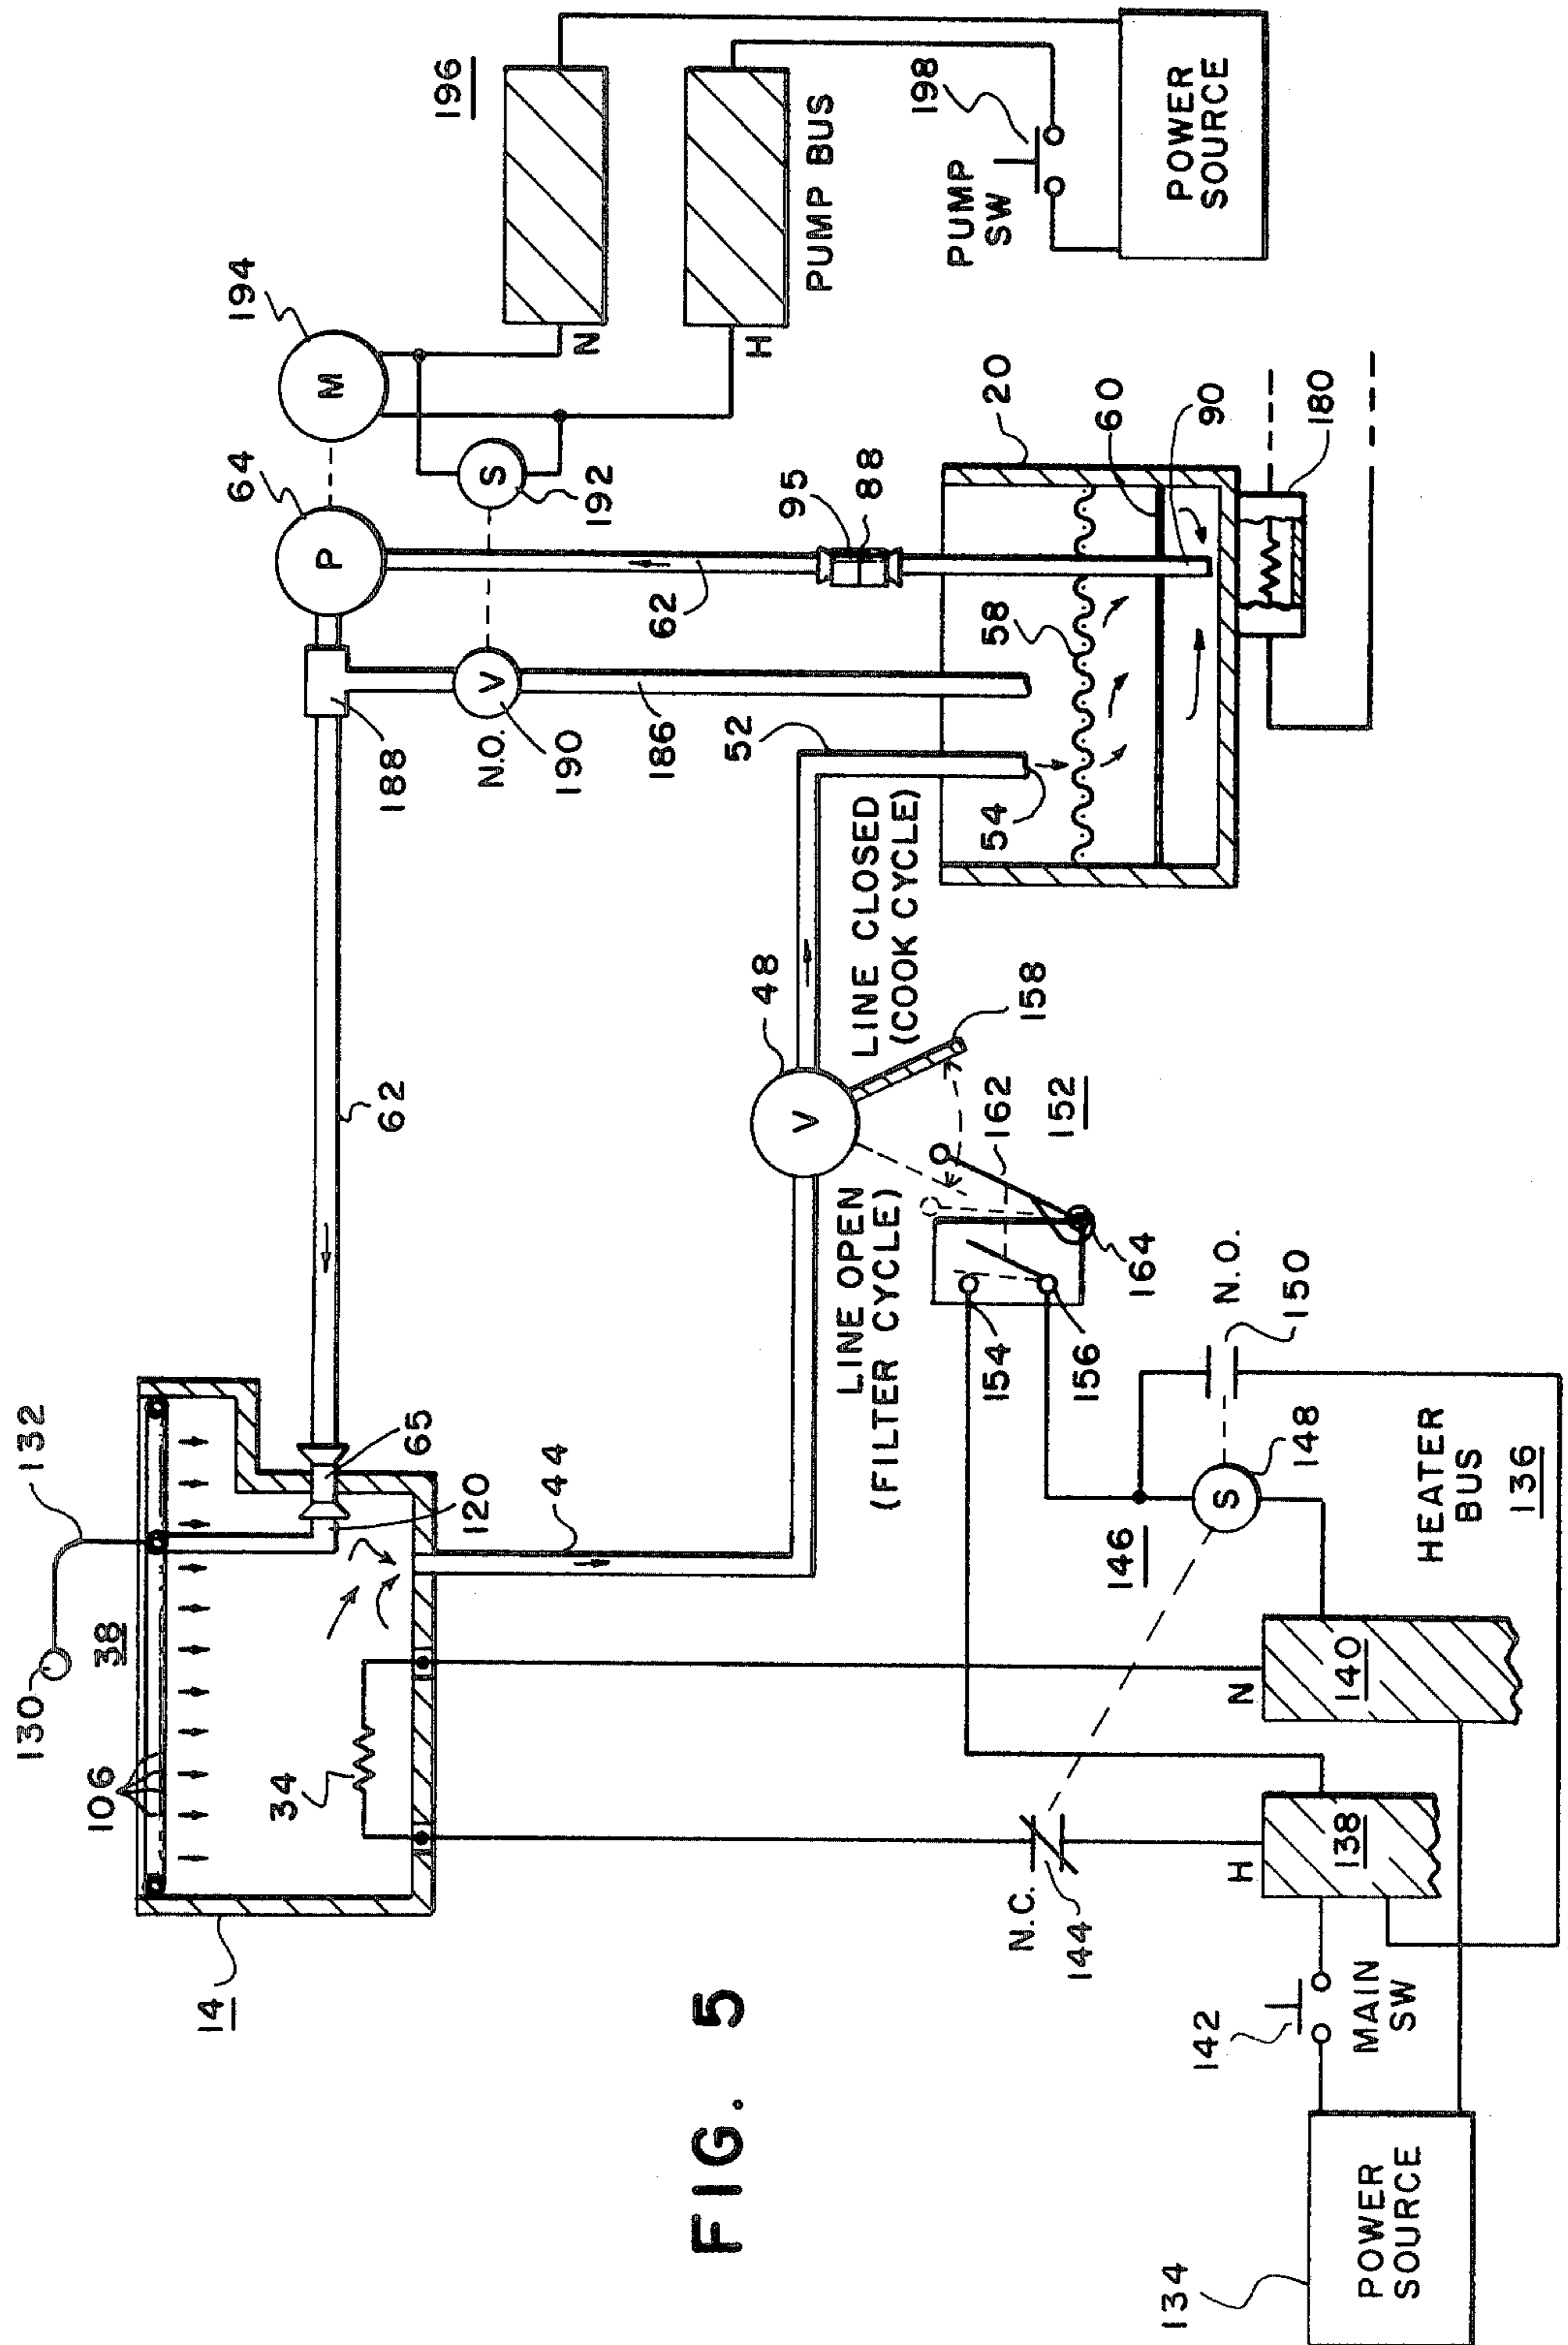 FIG. 5
14
106
130
38
132
34
120
65
44
62
188
N.O.
190
186
52
P
64
M
194
S
192
V
N
H
196
PUMP BUS
PUMP
SW
198
POWER
SOURCE
62
95
88
20
60
90
180
58
54
48
V
LINE CLOSED
(COOK CYCLE)
158
162
152
LINE OPEN
(FILTER CYCLE)
154
156
164
N.O.
150
S
148
146
HEATER
BUS
136
N
140
H
138
N.C.
144
142
MAIN
SW
134
POWER
SOURCE